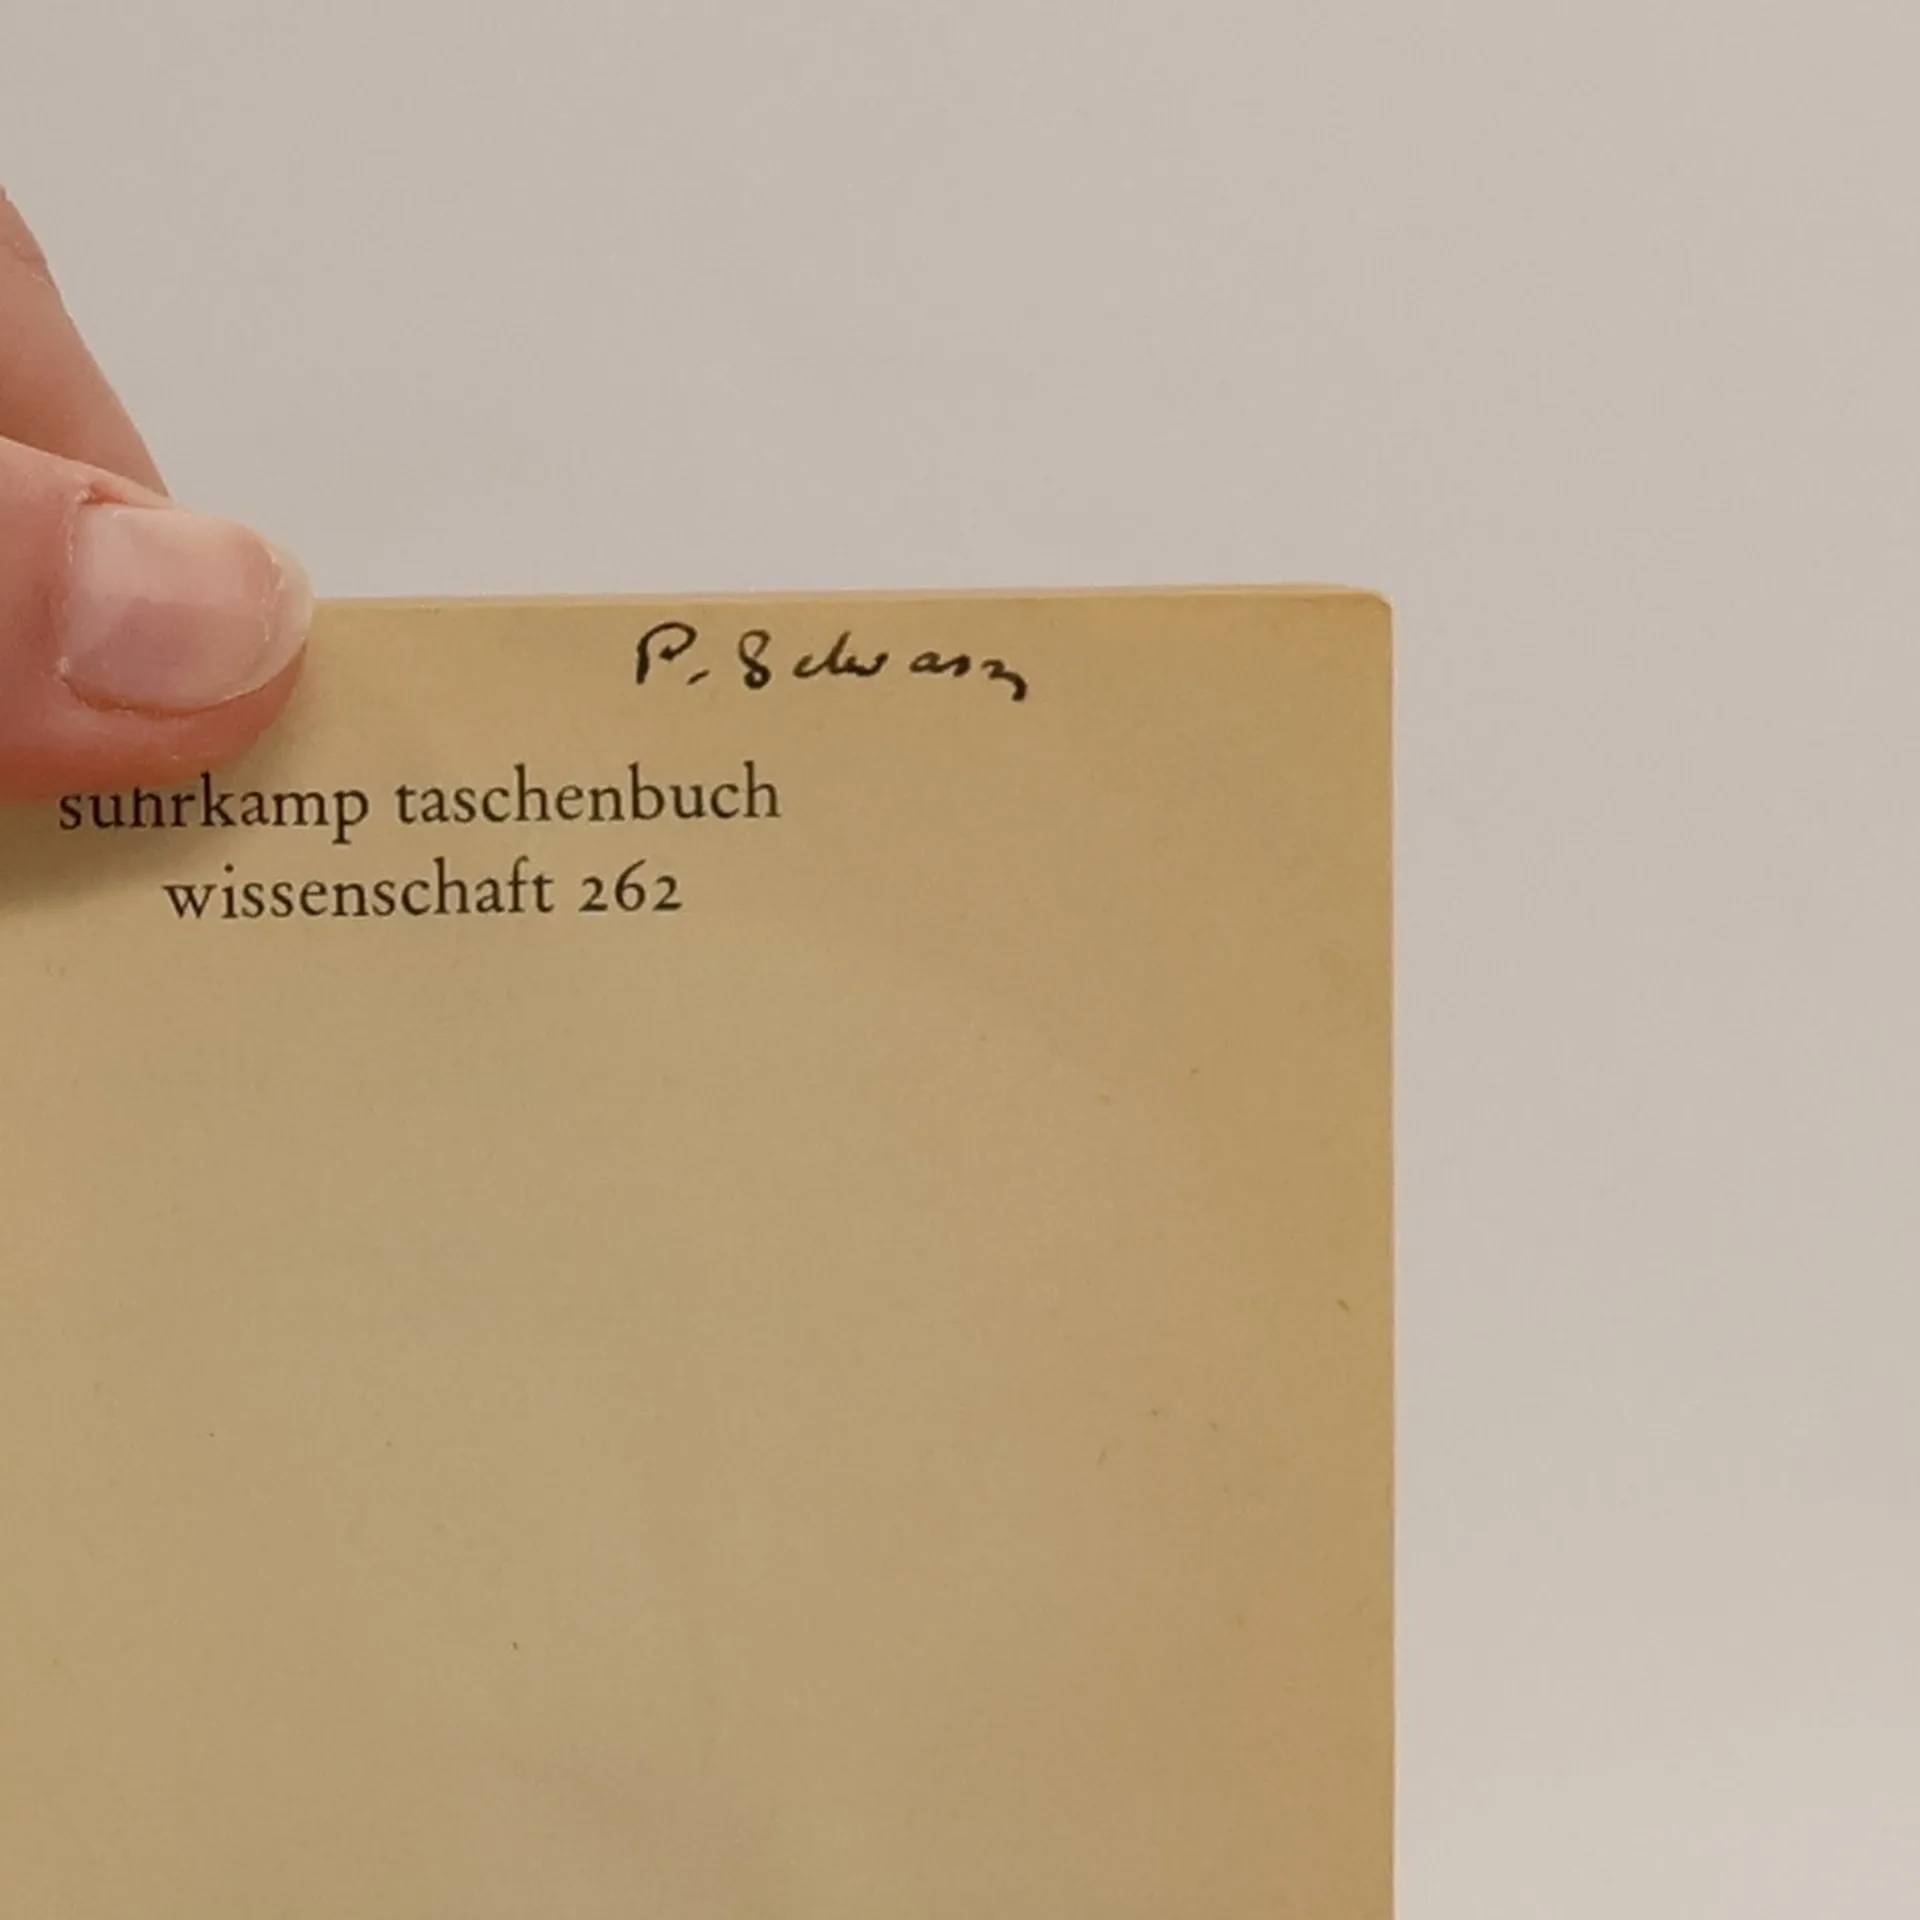 P. Schwarz
suhrkamp taschenbuch
wissenschaft 262